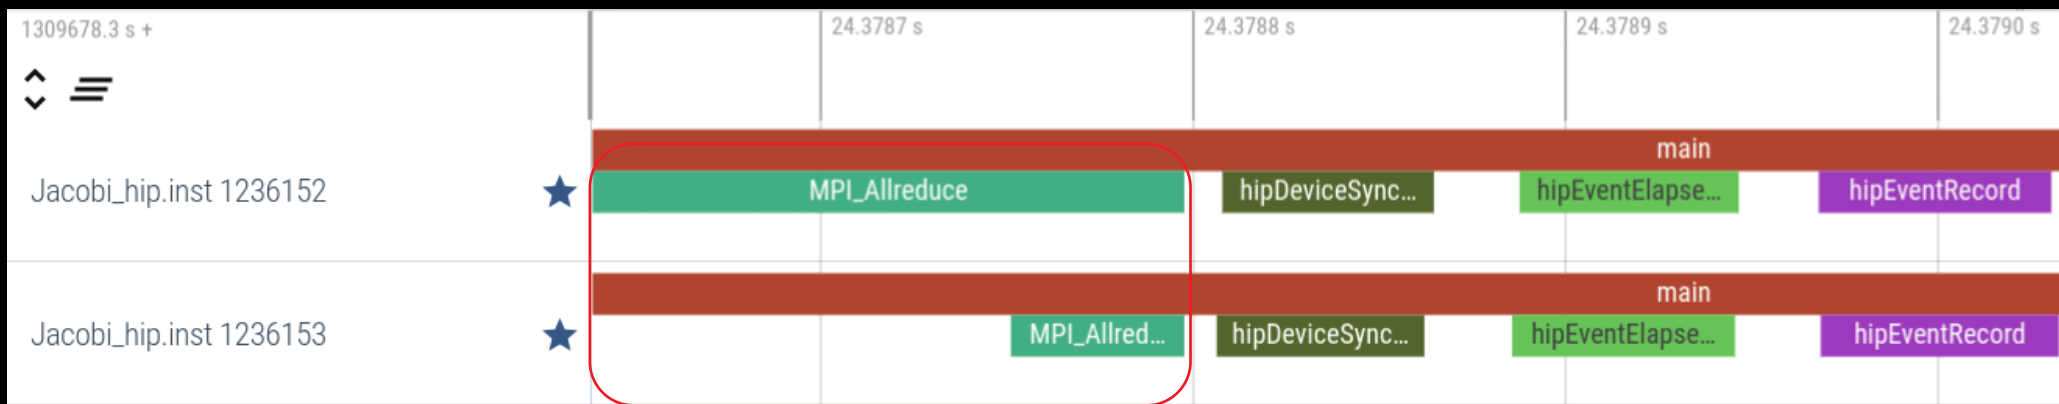 1309678.3 s +
24.3787 s
24.3788 s
24.3789 s
24.3790 s
main
Jacobi_hip.inst 1236152
MPI_Allreduce
hipDeviceSync...
hipEventElapse...
hipEventRecord
main
Jacobi_hip.inst 1236153
MPI_Allred...
hipDeviceSync...
hipEventElapse...
hipEventRecord